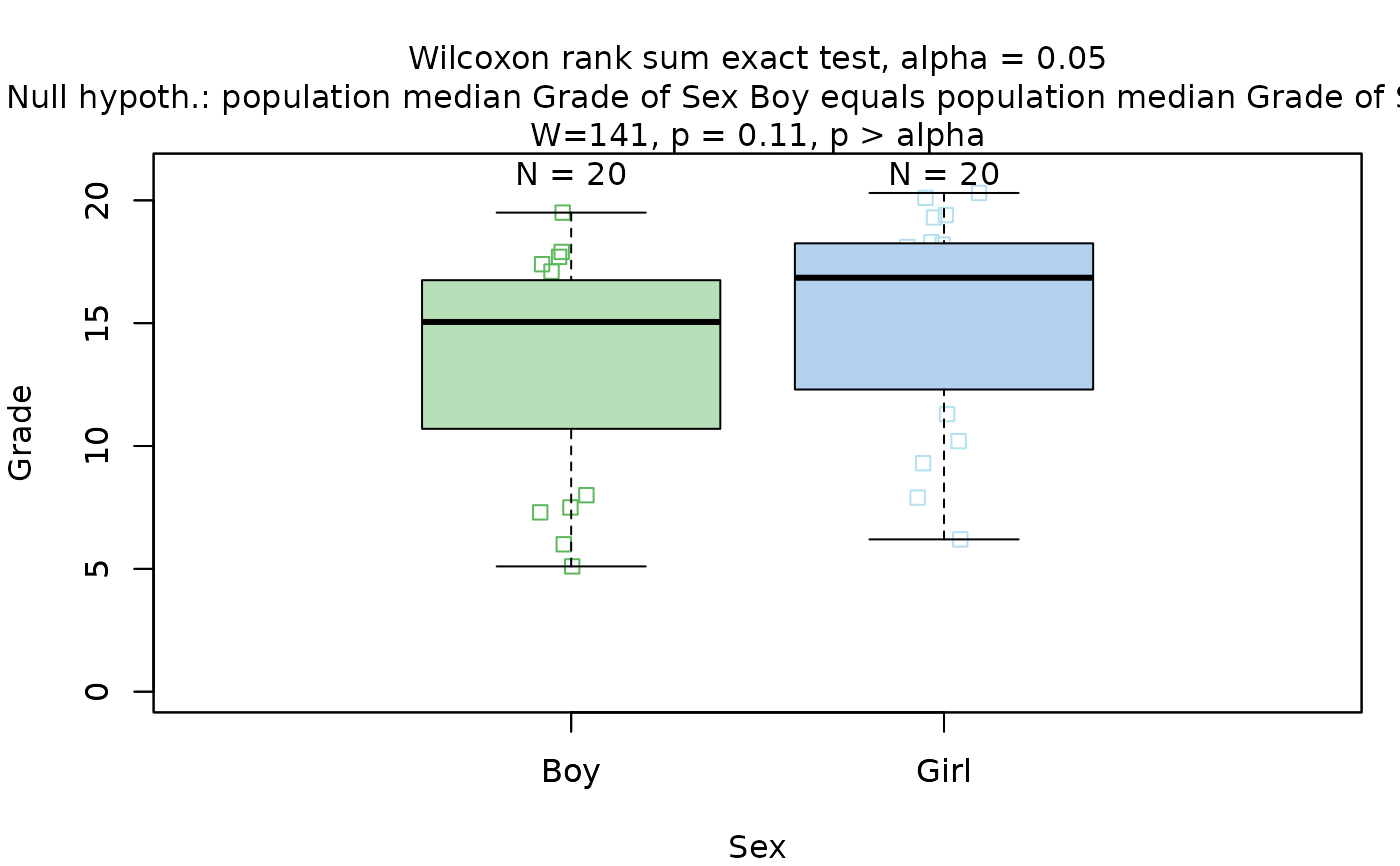 Wilcoxon rank sum exact test, alpha = 0.05
Null hypoth.: population median Grade of Sex Boy equals population median Grade of
W=141, p = 0.11, p > alpha
N = 20 N = 20
20
15
10
5
0
Grade
Boy Girl
Sex